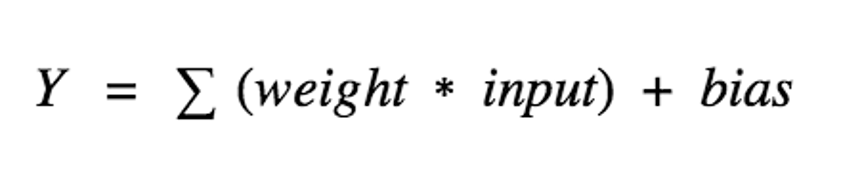 Y = ∑ (weight * input) + bias